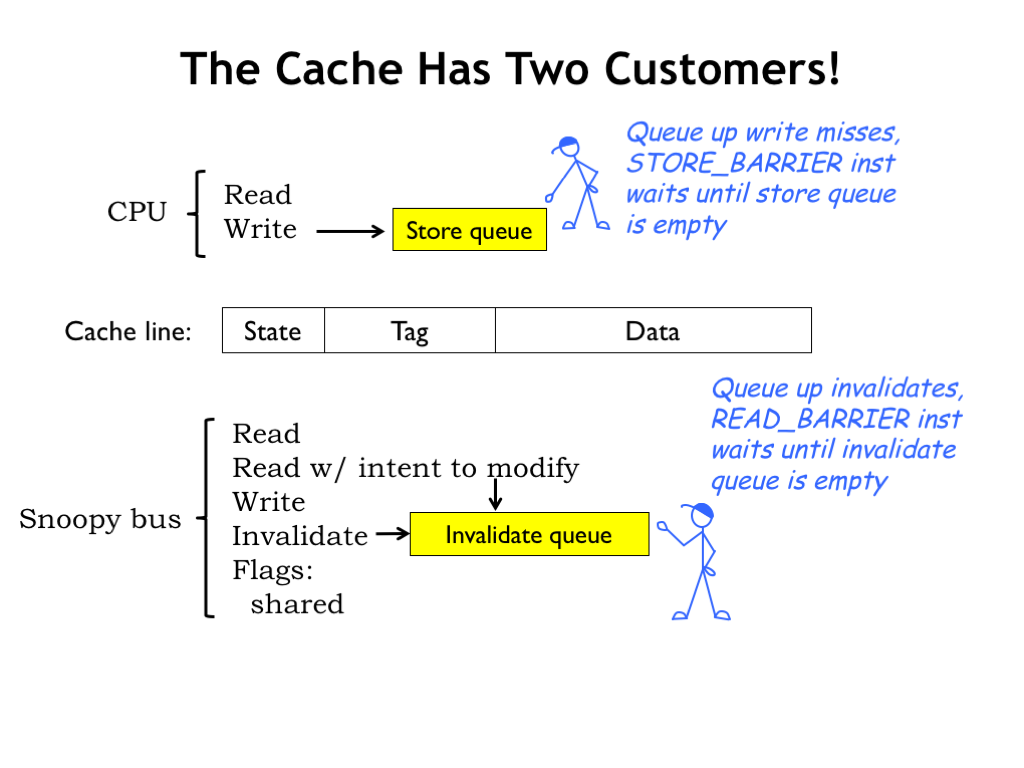 The Cache Has Two Customers!
Queue up write misses,
STORE_BARRIER inst
waits until store queue
is empty
CPU
Read
Write
Store queue
Cache line:
State
Tag
Data
Queue up invalidates,
READ_BARRIER inst
waits until invalidate
queue is empty
Snoopy bus
Read
Read w/ intent to modify
Write
Invalidate
Invalidate queue
Flags:
shared